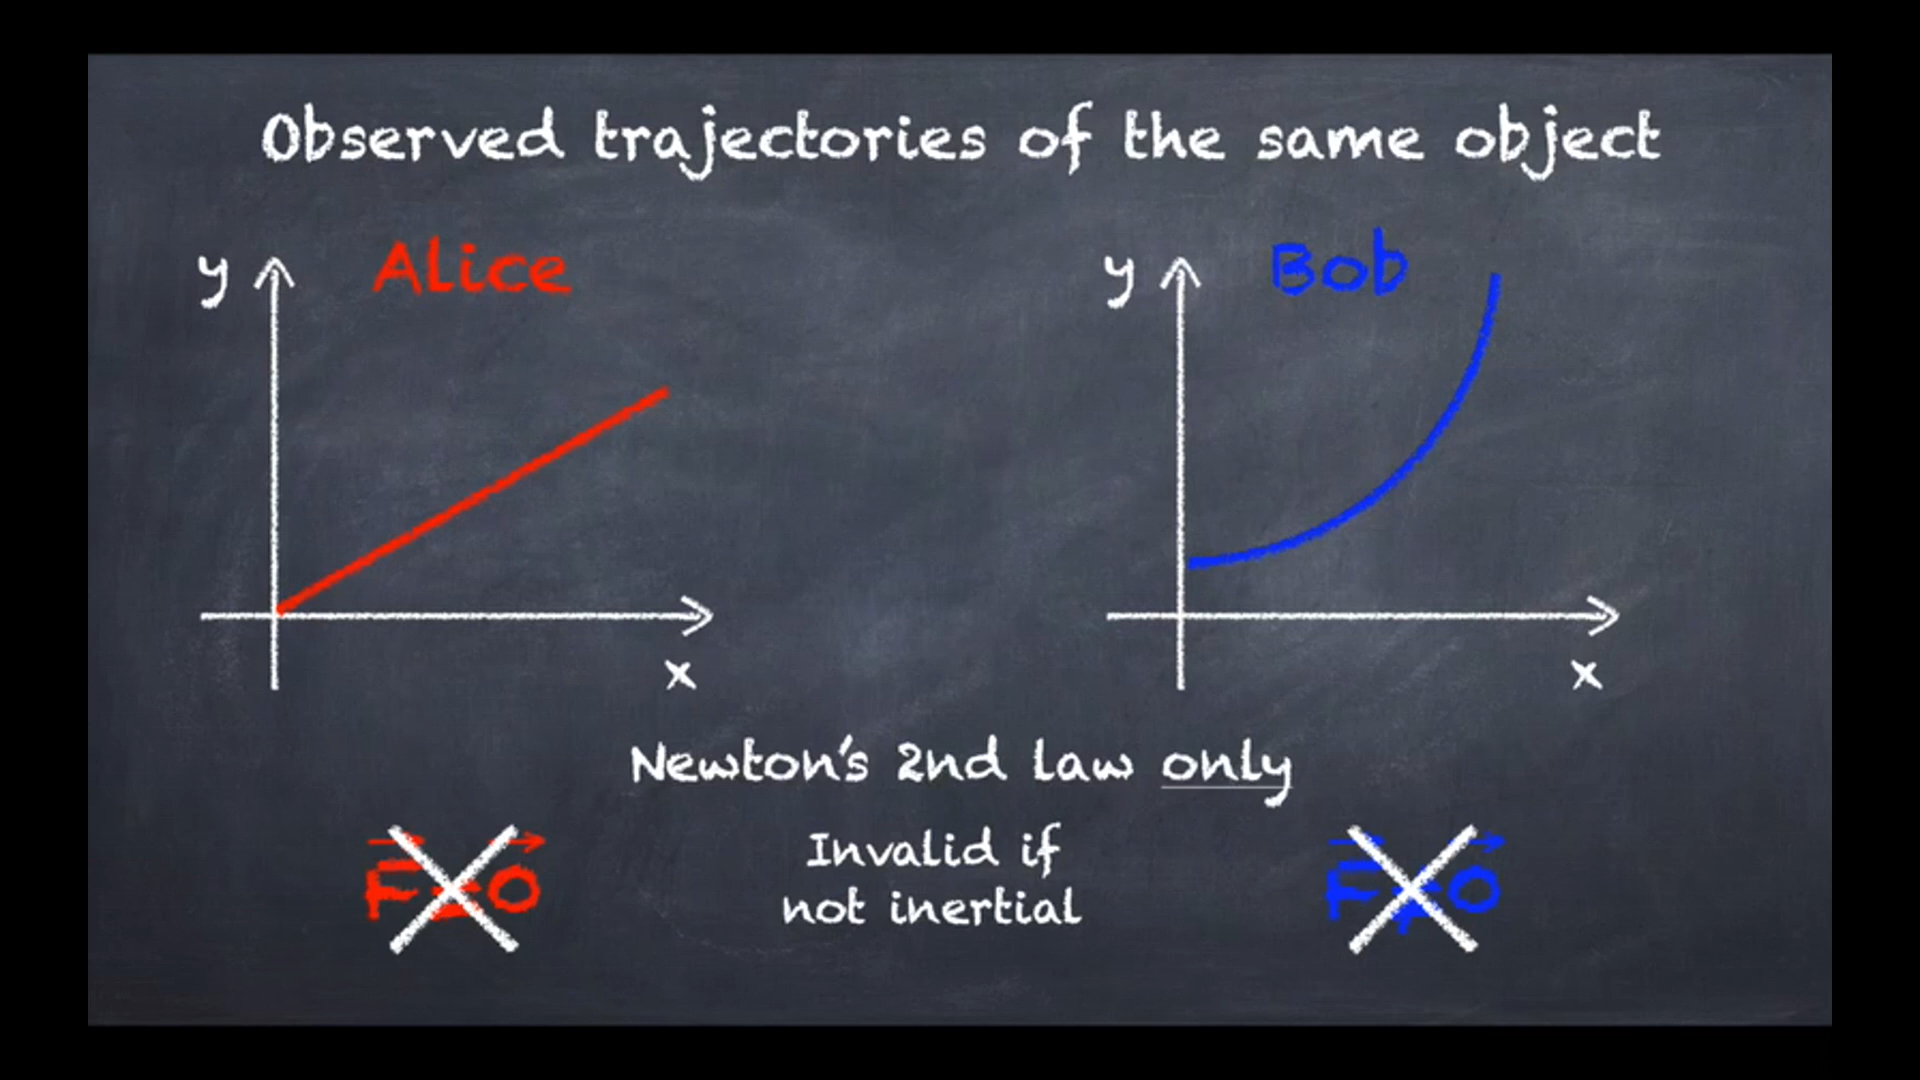 Observed trajectories of the same object
y Alice
y Bob
x
x
Newton's 2nd law only
F=0
Invalid if
not inertial
F≠0